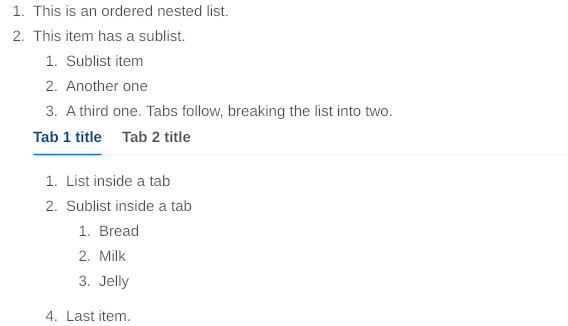 1. This is an ordered nested list.
2. This item has a sublist.
1. Sublist item
2. Another one
3. A third one. Tabs follow, breaking the list into two.
Tab 1 title Tab 2 title
1. List inside a tab
2. Sublist inside a tab
1. Bread
2. Milk
3. Jelly
4. Last item.